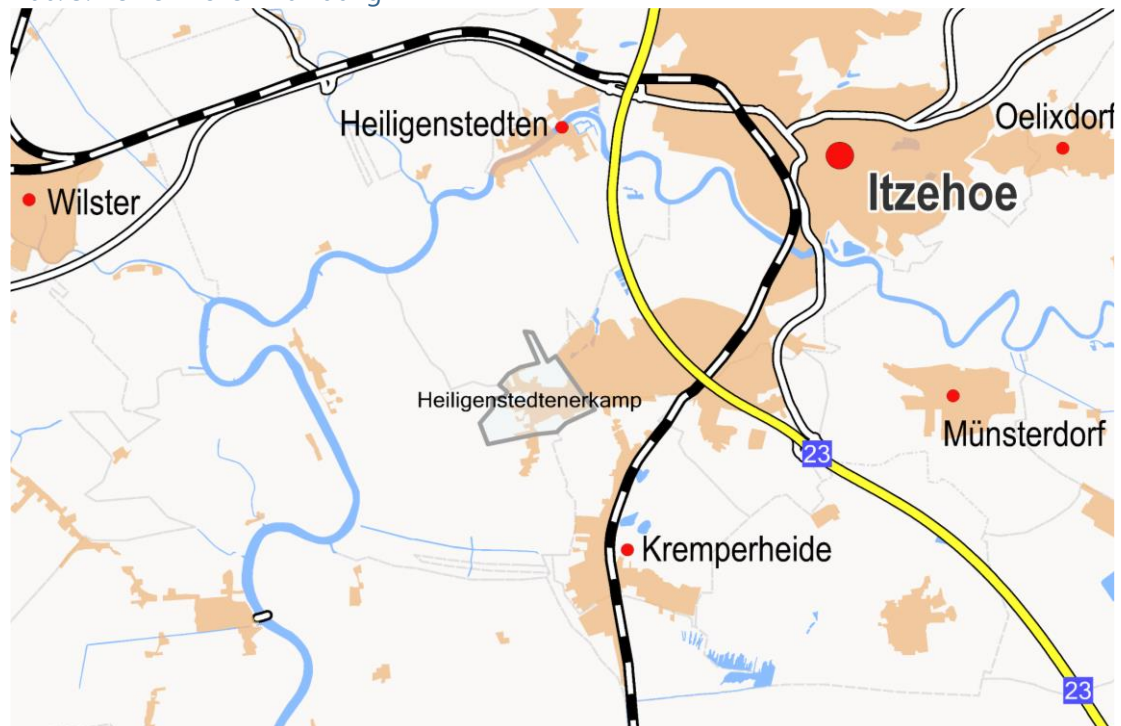 Heiligenstedten
Oelixdorf
Itzehoe
Wilster
Heiligenstedtenerkamp
Münsterdorf
23
Kremperheide
23